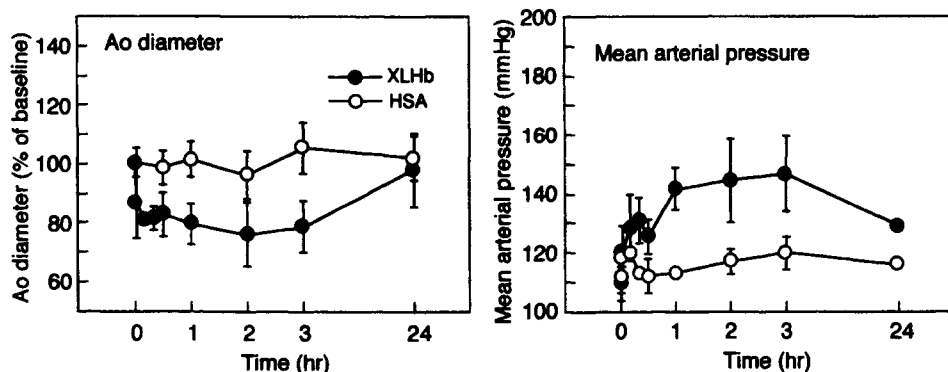 Ao diameter
XLHb
HSA
Ao diameter (% of baseline)
140
120
100
80
60
0 1 2 3 24
Time (hr)
Mean arterial pressure
Mean arterial pressure (mmHg)
200
180
160
140
120
100
0 1 2 3 24
Time (hr)